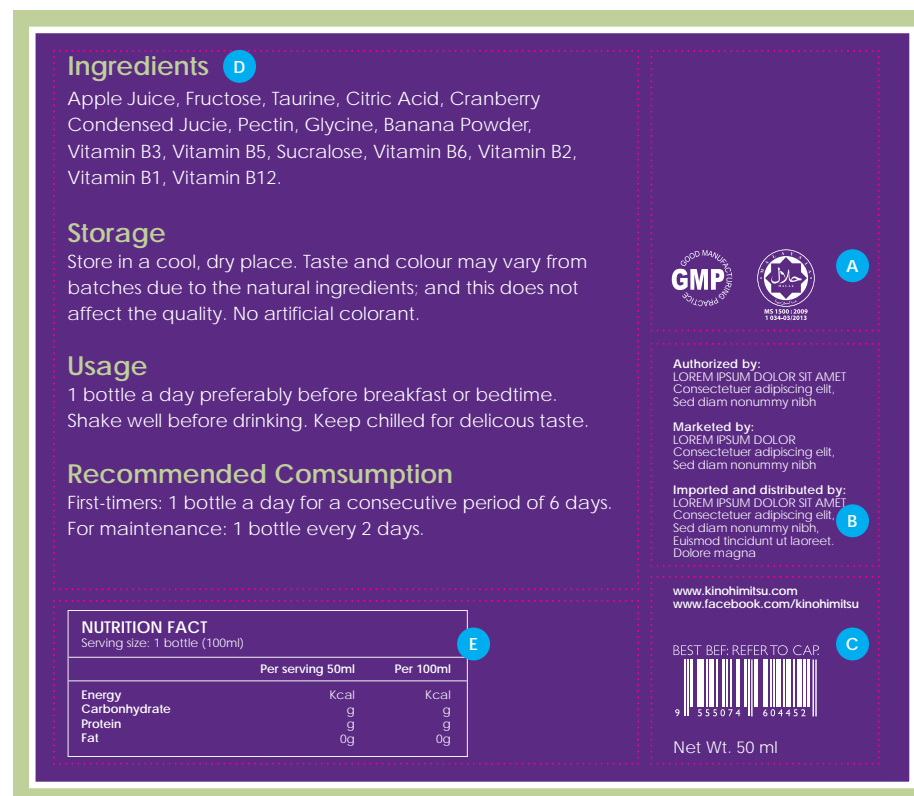 Ingredients D
Apple Juice, Fructose, Taurine, Citric Acid, Cranberry
Condensed Jucie, Pectin, Glycine, Banana Powder,
Vitamin B3, Vitamin B5, Sucralose, Vitamin B6, Vitamin B2,
Vitamin B1, Vitamin B12.
Storage
Store in a cool, dry place. Taste and colour may vary from
batches due to the natural ingredients; and this does not
affect the quality. No artificial colorant.
Usage
1 bottle a day preferably before breakfast or bedtime.
Shake well before drinking. Keep chilled for delicous taste.
Recommended Comsumption
First-timers: 1 bottle a day for a consecutive period of 6 days.
For maintenance: 1 bottle every 2 days.
NUTRITION FACT
Serving size: 1 bottle (100ml)
E
Per serving 50ml Per 100ml
Energy Kcal Kcal
Carbonhydrate g g
Protein g g
Fat 0g 0g
GOOD MANUFACTURING PRACTICE
GMP
حلال
HALAL
MS 1500 : 2009
1 034-03/2013
A
Authorized by:
LOREM IPSUM DOLOR SIT AMET
Consectetuer adipiscing elit,
Sed diam nonummy nibh
Marketed by:
LOREM IPSUM DOLOR
Consectetuer adipiscing elit,
Sed diam nonummy nibh
Imported and distributed by:
LOREM IPSUM DOLOR SIT AMET
Consectetuer adipiscing elit,
Sed diam nonummy nibh,
Euismod tincidunt ut laoreet.
Dolore magna
B
www.kinohimitsu.com
www.facebook.com/kinohimitsu
BEST BEF: REFER TO CAP.
C
9 555074 604452
Net Wt. 50 ml